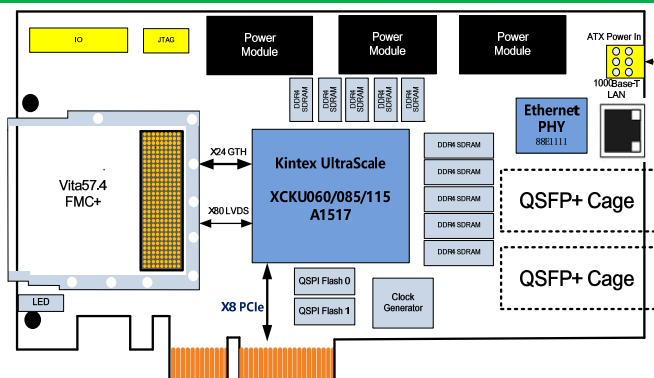 IO
JTAG
Power
Module
Power
Module
Power
Module
ATX Power In
1000Base-T
LAN
DDR4
SDRAM
DDR4
SDRAM
DDR4
SDRAM
DDR4
SDRAM
DDR4
SDRAM
Ethernet
PHY
88E1111
Vita57.4
FMC+
X24 GTH
X80 LVDS
Kintex UltraScale
XCKU060/085/115
A1517
DDR4 SDRAM
DDR4 SDRAM
DDR4 SDRAM
DDR4 SDRAM
DDR4 SDRAM
QSFP+ Cage
QSFP+ Cage
LED
X8 PCIe
QSPI Flash 0
QSPI Flash 1
Clock
Generator